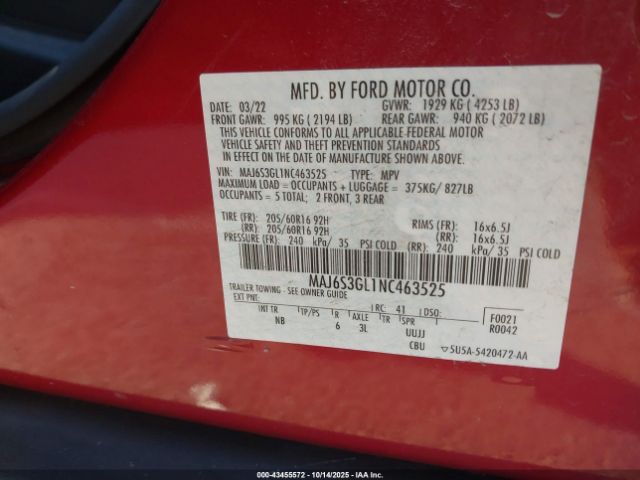 MFD. BY FORD MOTOR CO.
DATE: 03/22 GVWR: 1929 KG ( 4253 LB)
FRONT GAWR: 995 KG ( 2194 LB) REAR GAWR: 940 KG ( 2072 LB)
THIS VEHICLE CONFORMS TO ALL APPLICABLE FEDERAL MOTOR
VEHICLE SAFETY AND THEFT PREVENTION STANDARDS
IN EFFECT ON THE DATE OF MANUFACTURE SHOWN ABOVE.
VIN: MAJ6S3GL1NC463525 TYPE: MPV
MAXIMUM LOAD = OCCUPANTS + LUGGAGE = 375KG/ 827LB
OCCUPANTS = 5 TOTAL; 2 FRONT, 3 REAR
TIRE (FR): 205/60R16 92H RIMS (FR): 16x6.5J
(RR): 205/60R16 92H (RR): 16x6.5J
PRESSURE (FR): 240 kPa/ 35 PSI COLD (RR): 240 kPa/ 35 PSI COLD
MAJ6S3GL1NC463525
TRAILER TOWING - SEE OWNER GUIDE
EXT PNT: RC: 41 DSO: F0021
INT TR TP/PS R AXLE TR SPR R0042
NB 6 3L UUJJ
CBU 5U5A-5420472-AA
000-43455572 10/14/2025 IAA, Inc.